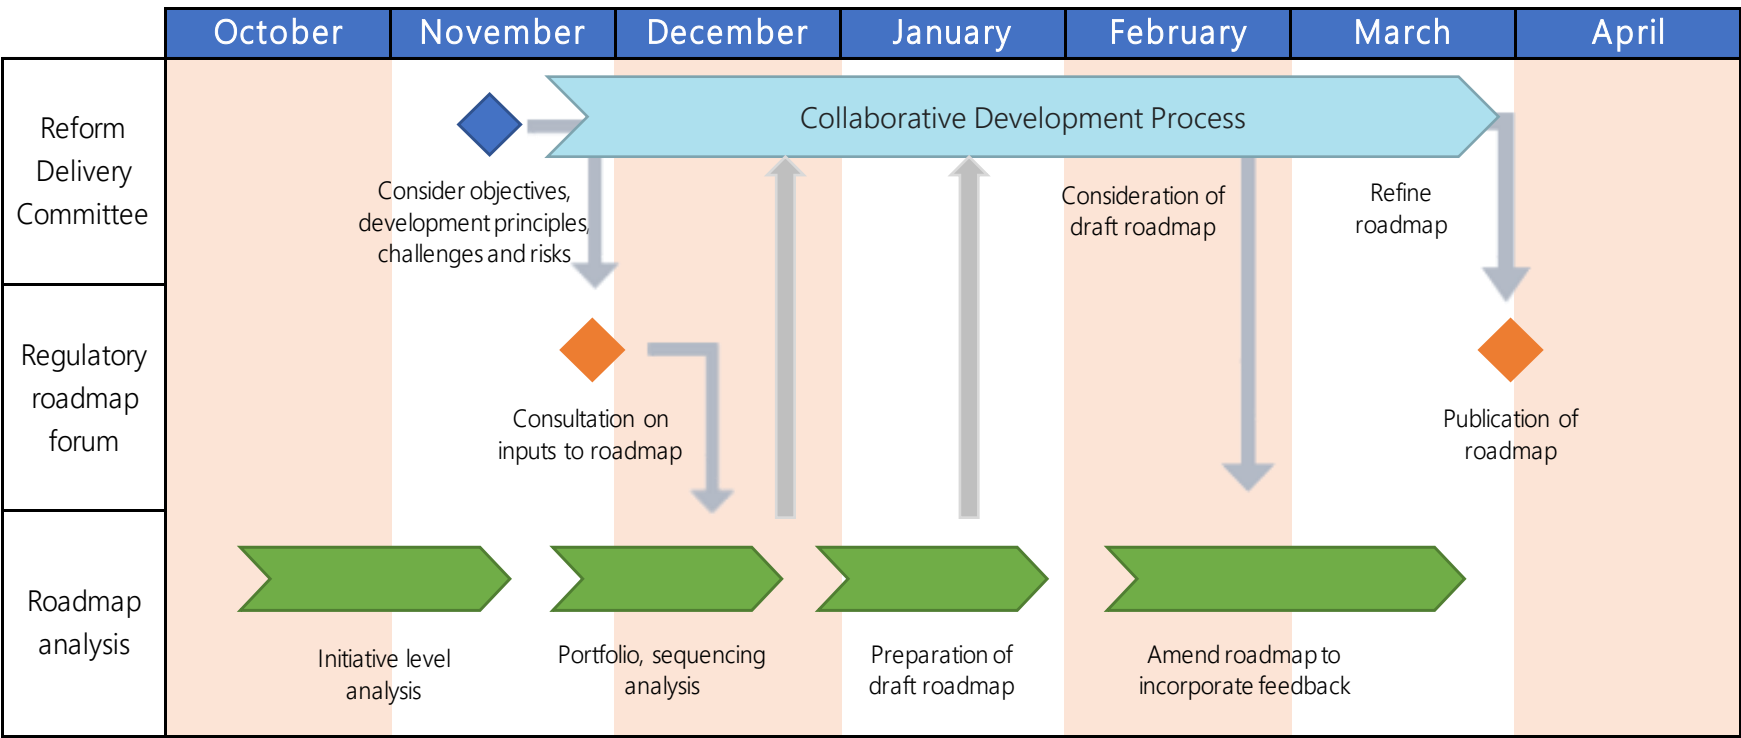 October November December January February March April
Reform
Delivery
Committee
Collaborative Development Process
Consider objectives,
development principles,
challenges and risks
Consideration of
draft roadmap
Refine
roadmap
Regulatory
roadmap
forum
Consultation on
inputs to roadmap
Publication of
roadmap
Roadmap
analysis
Initiative level
analysis
Portfolio, sequencing
analysis
Preparation of
draft roadmap
Amend roadmap to
incorporate feedback